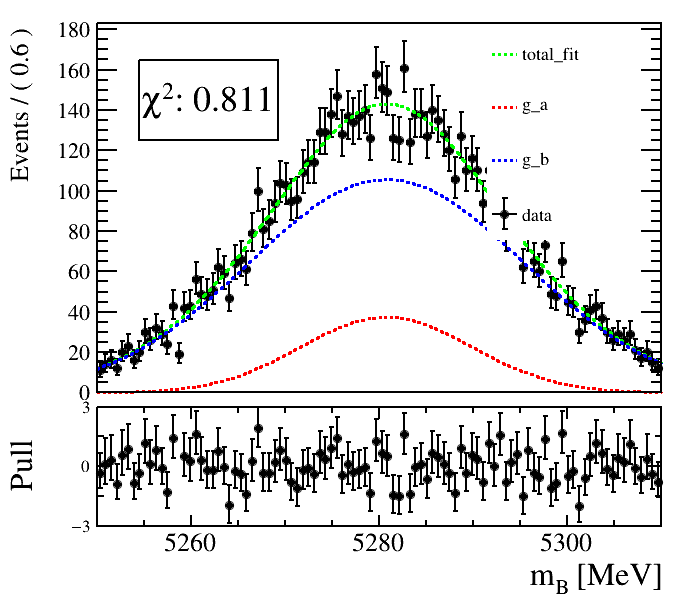 180
160
140
120
100
80
60
40
20
0
Events / ( 0.6 )
χ²: 0.811
total_fit
g_a
g_b
data
3
0
−3
Pull
5260
5280
5300
m_B [MeV]